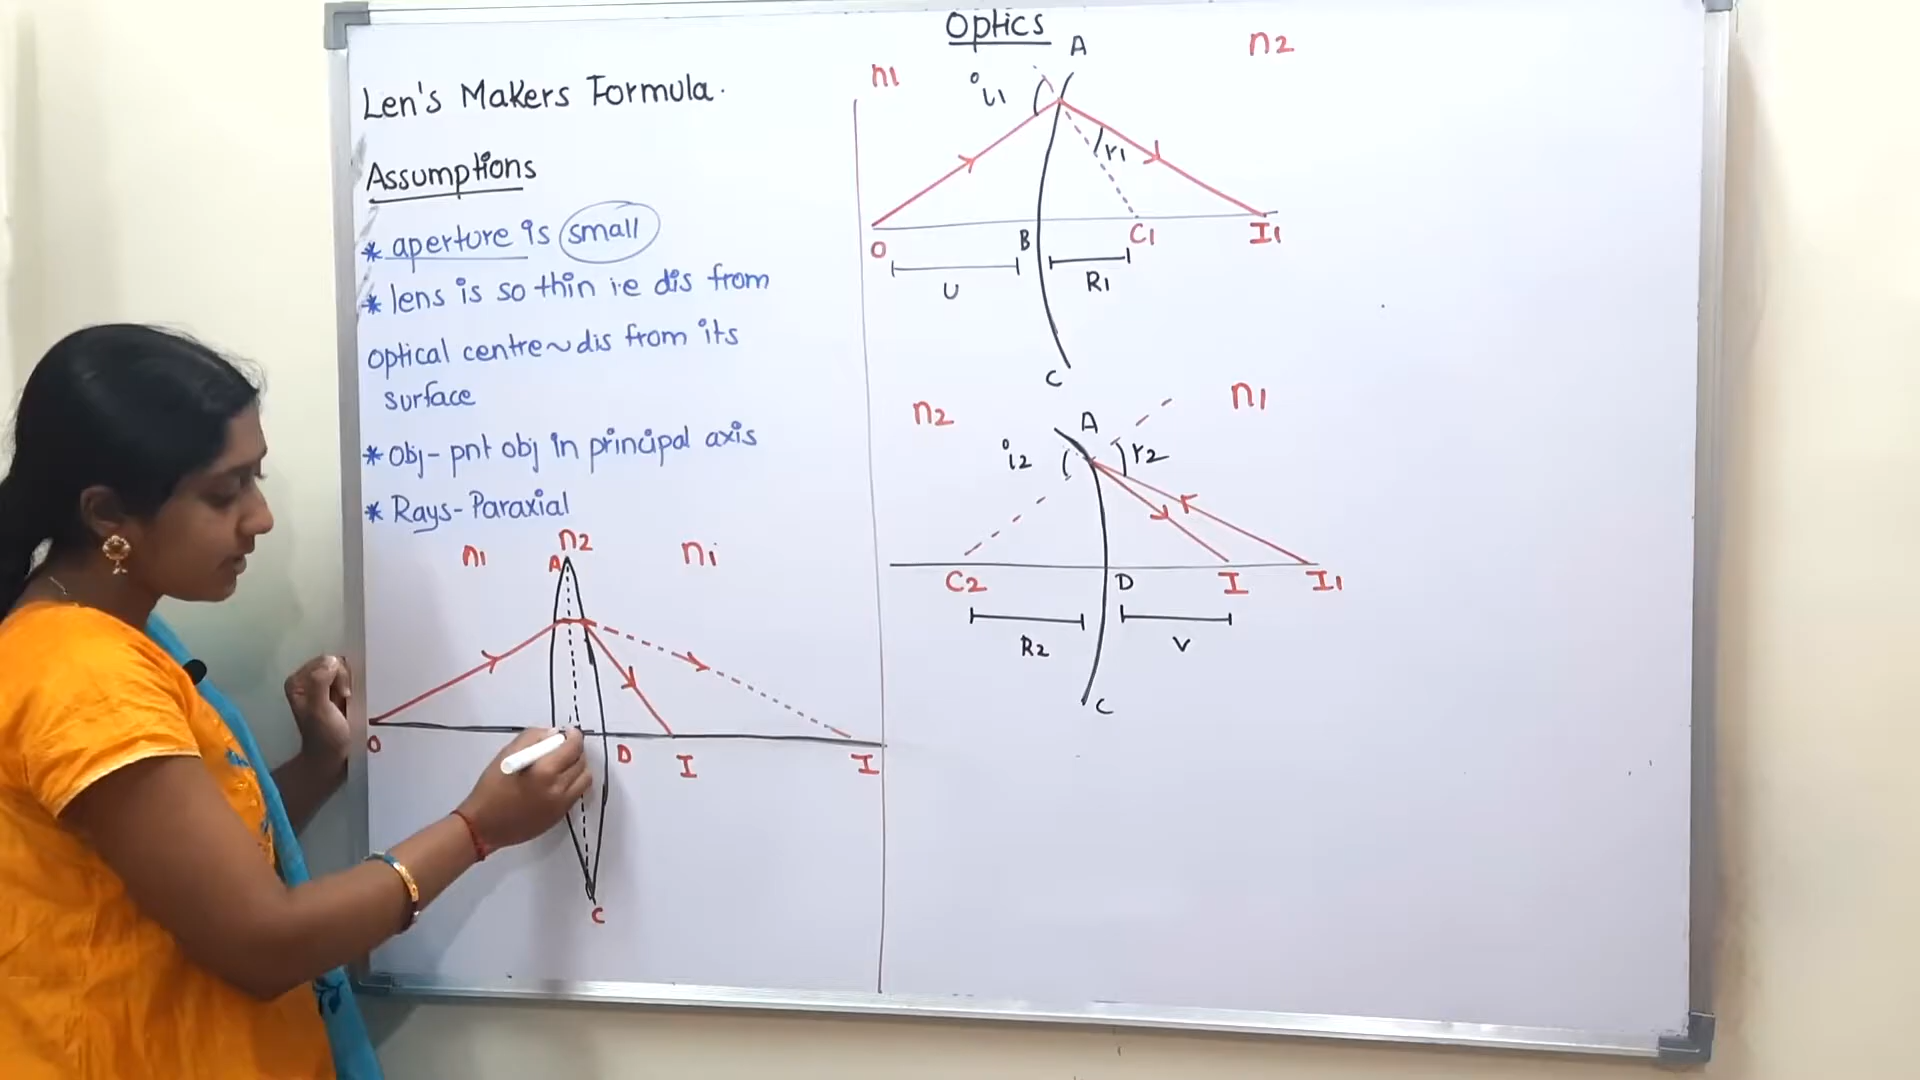 Optics
Len's Makers Formula.
Assumptions
* aperture is small
* lens is so thin i.e dis from
optical centre ~ dis from its
surface
* obj - pnt obj in principal axis
* Rays - Paraxial
n1 n2 n1
A
O D I I
C
n1 A n2
i1
r1
O B C1 I1
U R1
C
n2 A n1
i2 r2
C2 D I I1
R2 V
C